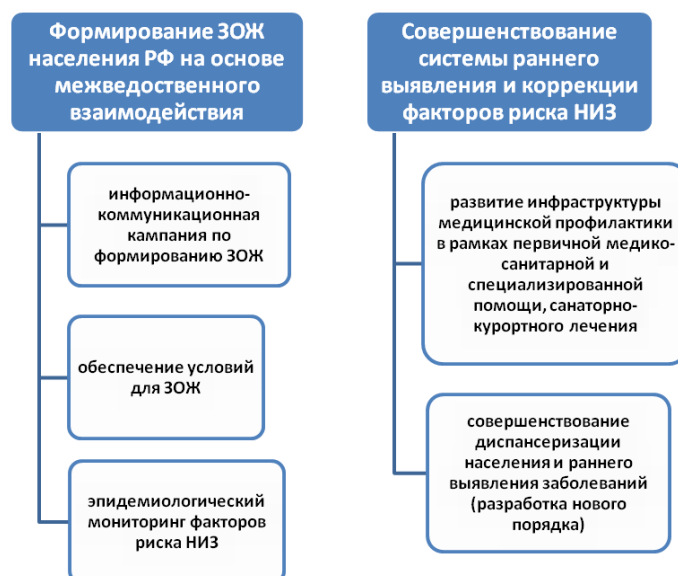 Формирование ЗОЖ
населения РФ на основе
межведоственного
взаимодействия
информационно-
коммуникационная
кампания по
формированию ЗОЖ
обеспечение условий
для ЗОЖ
эпидемиологический
мониторинг факторов
риска НИЗ
Совершенствование
системы раннего
выявления и коррекции
факторов риска НИЗ
развитие инфраструктуры
медицинской профилактики
в рамках первичной медико-
санитарной и
специализированной
помощи, санаторно-
курортного лечения
совершенствование
диспансеризации
населения и раннего
выявления заболеваний
(разработка нового
порядка)